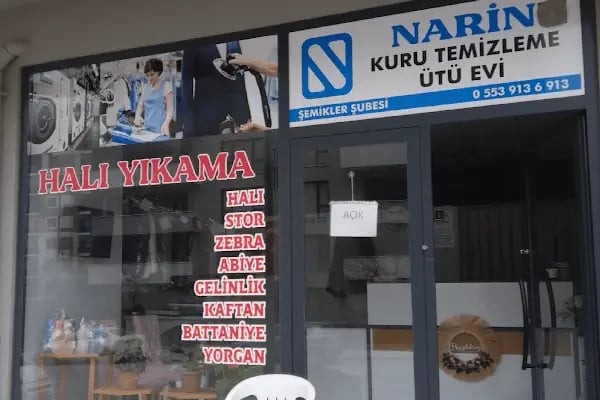 NARİN
KURU TEMİZLEME
ÜTÜ EVİ
ŞEMİKLER ŞUBESİ
0 553 913 6 913
HALI YIKAMA
HALI
STOR
ZEBRA
ABİYE
GELİNLİK
KAFTAN
BATTANİYE
YORGAN
AÇIK